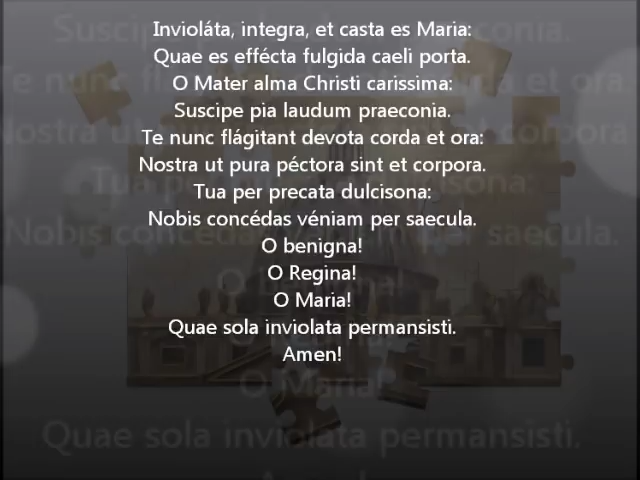 Invioláta, integra, et casta es Maria:
Quae es effécta fulgida caeli porta.
O Mater alma Christi carissima:
Suscipe pia laudum praeconia.
Te nunc flágitant devota corda et ora:
Nostra ut pura péctora sint et corpora.
Tua per precata dulcisona:
Nobis concédas véniam per saecula.
O benigna!
O Regina!
O Maria!
Quae sola inviolata permansisti.
Amen!